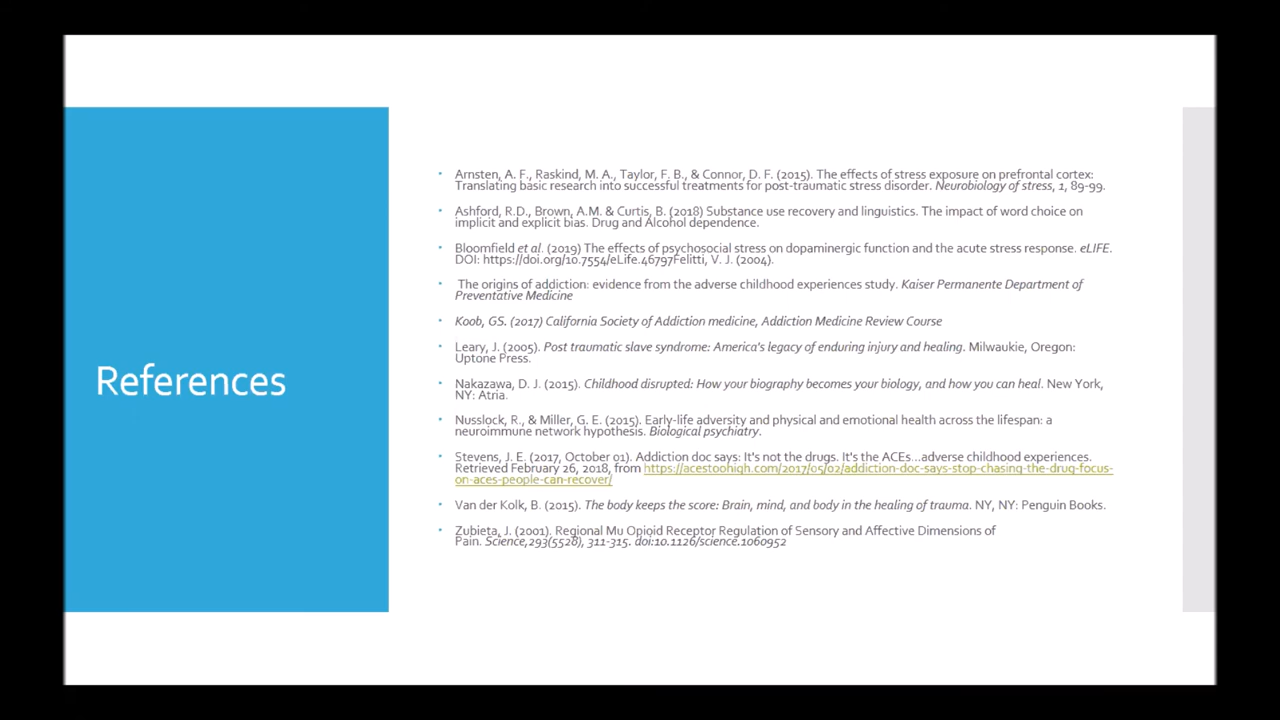 References
Arnsten, A. F., Raskind, M. A., Taylor, F. B., & Connor, D. F. (2015). The effects of stress exposure on prefrontal cortex:
Translating basic research into successful treatments for post-traumatic stress disorder. Neurobiology of stress, 1, 89-99.
Ashford, R.D., Brown, A.M. & Curtis, B. (2018) Substance use recovery and linguistics. The impact of word choice on
implicit and explicit bias. Drug and Alcohol dependence.
Bloomfield et al. (2019) The effects of psychosocial stress on dopaminergic function and the acute stress response. eLIFE.
DOI: https://doi.org/10.7554/eLife.46797Felitti, V. J. (2004).
The origins of addiction: evidence from the adverse childhood experiences study. Kaiser Permanente Department of
Preventative Medicine
Koob, GS. (2017) California Society of Addiction medicine, Addiction Medicine Review Course
Leary, J. (2005). Post traumatic slave syndrome: America's legacy of enduring injury and healing. Milwaukie, Oregon:
Uptone Press.
Nakazawa, D. J. (2015). Childhood disrupted: How your biography becomes your biology, and how you can heal. New York,
NY: Atria.
Nusslock, R., & Miller, G. E. (2015). Early-life adversity and physical and emotional health across the lifespan: a
neuroimmune network hypothesis. Biological psychiatry.
Stevens, J. E. (2017, October 01). Addiction doc says: It's not the drugs. It's the ACEs...adverse childhood experiences.
Retrieved February 26, 2018, from https://acestoohigh.com/2017/05/02/addiction-doc-says-stop-chasing-the-drug-focus-
on-aces-people-can-recover/
Van der Kolk, B. (2015). The body keeps the score: Brain, mind, and body in the healing of trauma. NY, NY: Penguin Books.
Zubieta, J. (2001). Regional Mu Opioid Receptor Regulation of Sensory and Affective Dimensions of
Pain. Science,293(5528), 311-315. doi:10.1126/science.1060952